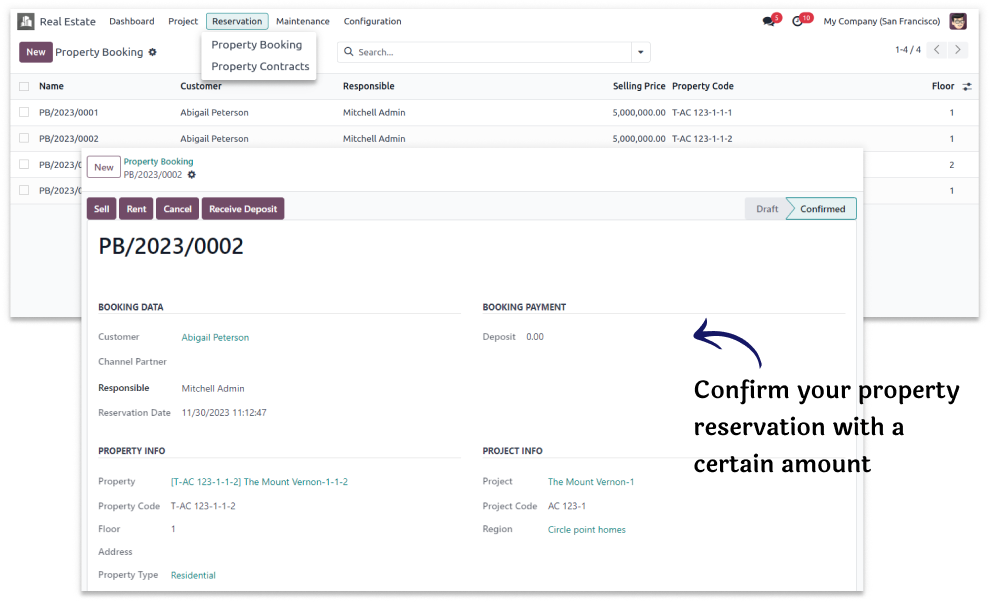 Real Estate Dashboard Project Reservation Maintenance Configuration 5 10 My Company (San Francisco)
New Property Booking Search... 1-4 / 4
Property Booking
Property Contracts
Name Customer Responsible Selling Price Property Code Floor
PB/2023/0001 Abigail Peterson Mitchell Admin 5,000,000.00 T-AC 123-1-1-1 1
PB/2023/0002 Abigail Peterson Mitchell Admin 5,000,000.00 T-AC 123-1-1-2 1
PB/2023/ 2
PB/2023/ 1
New Property Booking
PB/2023/0002
Sell Rent Cancel Receive Deposit Draft Confirmed
PB/2023/0002
BOOKING DATA BOOKING PAYMENT
Customer Abigail Peterson Deposit 0.00
Channel Partner
Responsible Mitchell Admin
Reservation Date 11/30/2023 11:12:47
Confirm your property
reservation with a
certain amount
PROPERTY INFO PROJECT INFO
Property [T-AC 123-1-1-2] The Mount Vernon-1-1-2 Project The Mount Vernon-1
Property Code T-AC 123-1-1-2 Project Code AC 123-1
Floor 1 Region Circle point homes
Address
Property Type Residential